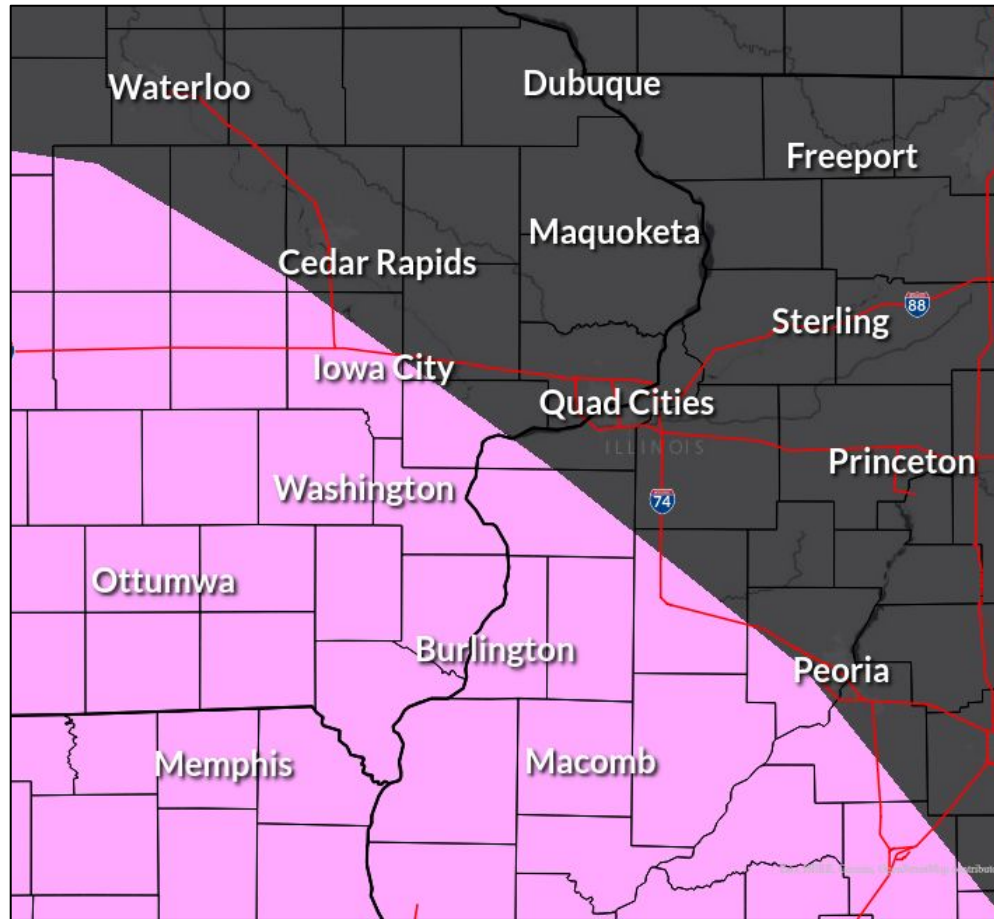 Waterloo
Dubuque
Freeport
Maquoketa
Cedar Rapids
88
Sterling
Iowa City
Quad Cities
ILLINOIS
Princeton
Washington
74
Ottumwa
Burlington
Peoria
Memphis
Macomb